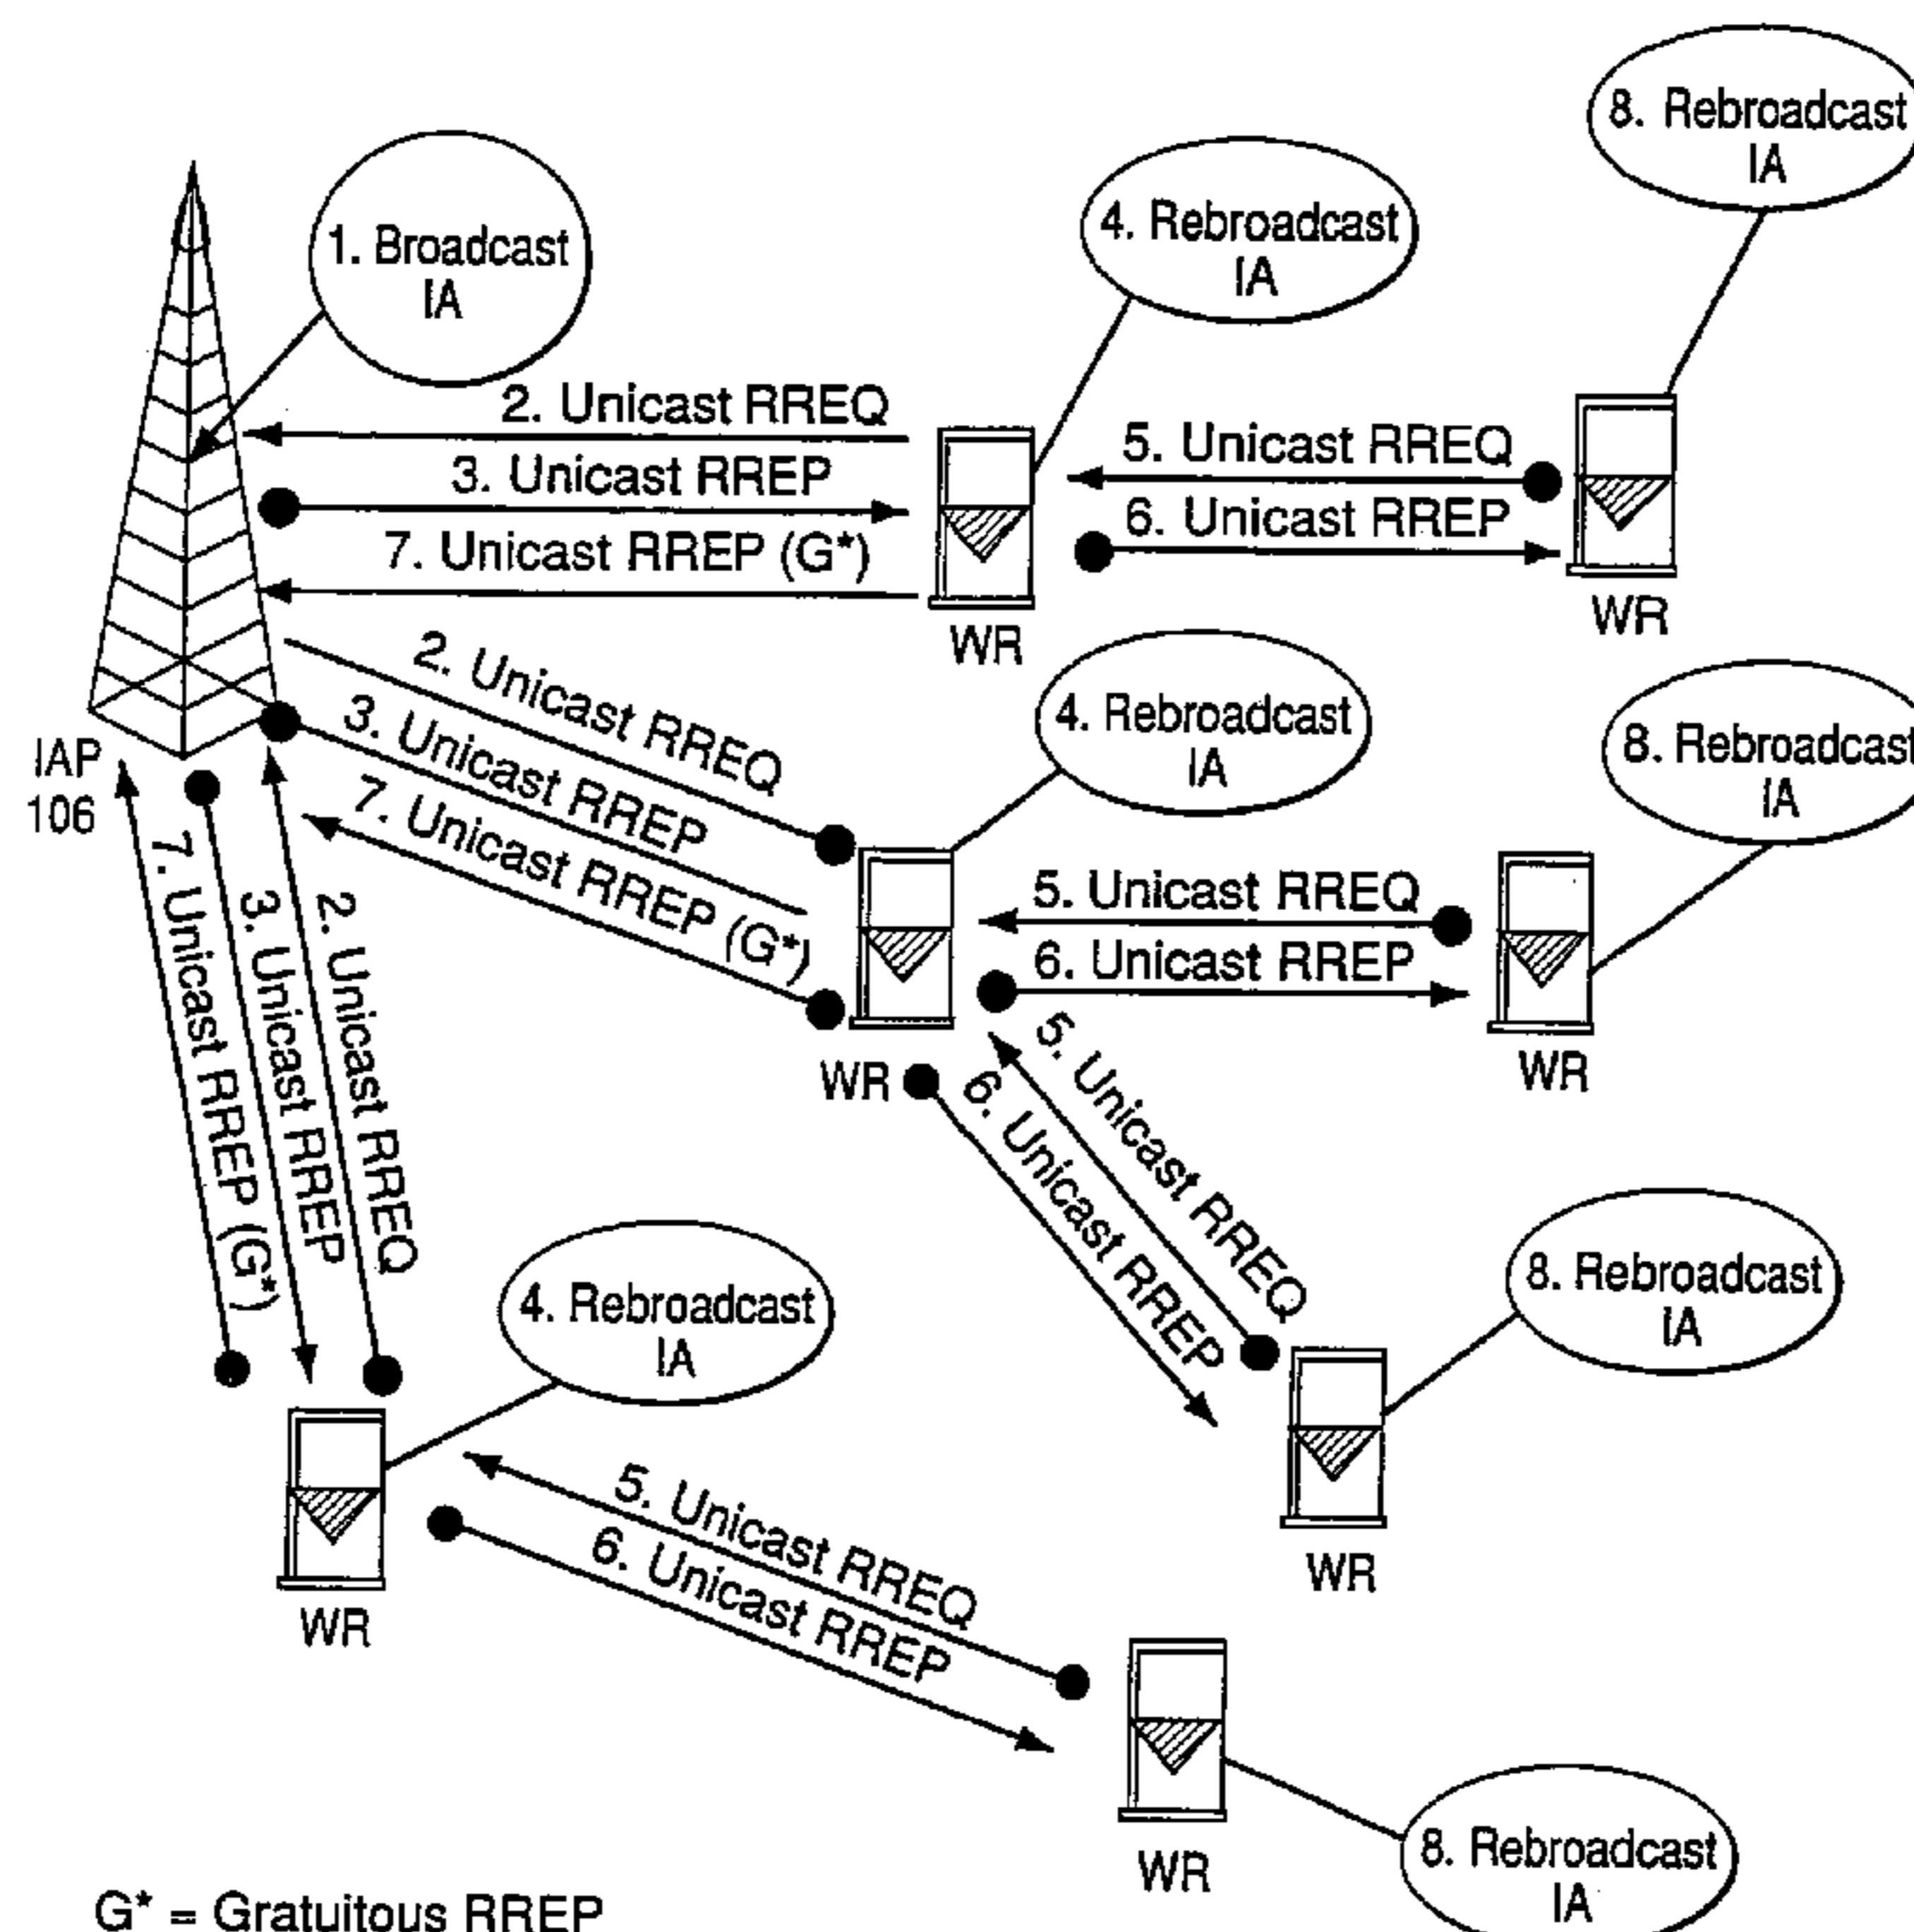 8. Rebroadcast
IA
1. Broadcast
IA
4. Rebroadcast
IA
2. Unicast RREQ
3. Unicast RREP
7. Unicast RREP (G*)
5. Unicast RREQ
6. Unicast RREP
WR
WR
2. Unicast RREQ
3. Unicast RREP
7. Unicast RREP (G*)
4. Rebroadcast
IA
8. Rebroadcast
IA
IAP
106
5. Unicast RREQ
6. Unicast RREP
WR
WR
7. Unicast RREP (G*)
3. Unicast RREP
2. Unicast RREQ
5. Unicast RREQ
6. Unicast RREP
4. Rebroadcast
IA
8. Rebroadcast
IA
WR
WR
5. Unicast RREQ
6. Unicast RREP
WR
8. Rebroadcast
IA
G* = Gratuitous RREP